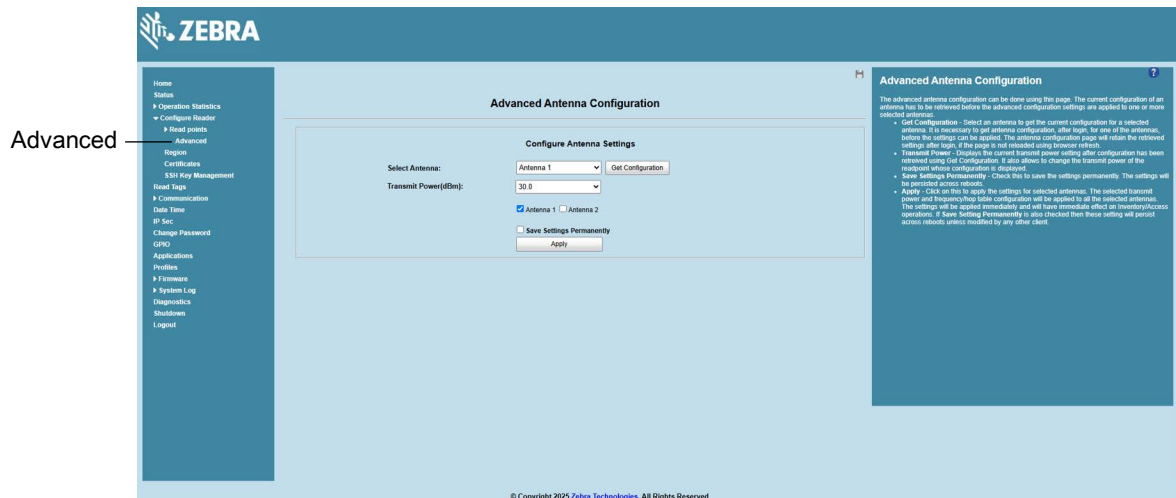 ZEBRA
Advanced
Home
Status
Operation Statistics
Configure Reader
Read points
Advanced
Region
Certificates
SSH Key Management
Read Tags
Communication
Date Time
IP Sec
Change Password
GPIO
Applications
Profiles
Firmware
System Log
Diagnostics
Shutdown
Logout
Advanced Antenna Configuration
Configure Antenna Settings
Select Antenna: Antenna 1 Get Configuration
Transmit Power(dBm): 30.0
Antenna 1 Antenna 2
Save Settings Permanently
Apply
?
Advanced Antenna Configuration
The advanced antenna configuration can be done using this page. The current configuration of an
antenna has to be retrieved before the advanced configuration settings are applied to one or more
selected antennas.
• Get Configuration - Select an antenna to get the current configuration for a selected
antenna. It is necessary to get antenna configuration, after login, for one of the antennas,
before the settings can be applied. The antenna configuration page will retain the retrieved
settings after login, if the page is not reloaded using browser refresh.
• Transmit Power - Displays the current transmit power setting after configuration has been
retreived using Get Configuration. It also allows to change the transmit power of the
readpoint whose configuration is displayed.
• Save Settings Permanently - Check this to save the settings permanently. The settings will
be persisted across reboots.
• Apply - Click on this to apply the settings for selected antennas. The selected transmit
power and frequency/hop table configuration will be applied to all the selected antennas.
The settings will be applied immediately and will have immediate effect on Inventory/Access
operations. If Save Setting Permanently is also checked then these setting will persist
across reboots unless modified by any other client.
© Copyright 2025 Zebra Technologies. All Rights Reserved